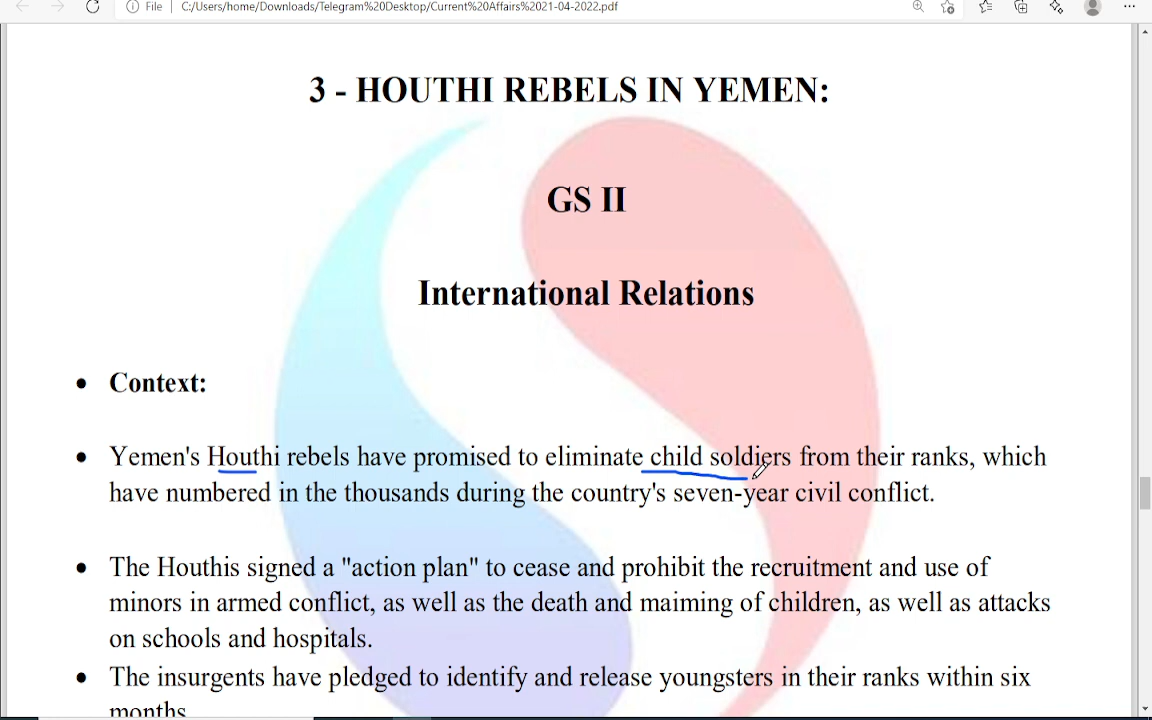 File
C:/Users/home/Downloads/Telegram%20Desktop/Current%20Affairs%2021-04-2022.pdf
3 - HOUTHI REBELS IN YEMEN:
GS II
International Relations
• Context:
• Yemen's Houthi rebels have promised to eliminate child soldiers from their ranks, which
have numbered in the thousands during the country's seven-year civil conflict.
• The Houthis signed a "action plan" to cease and prohibit the recruitment and use of
minors in armed conflict, as well as the death and maiming of children, as well as attacks
on schools and hospitals.
• The insurgents have pledged to identify and release youngsters in their ranks within six
months